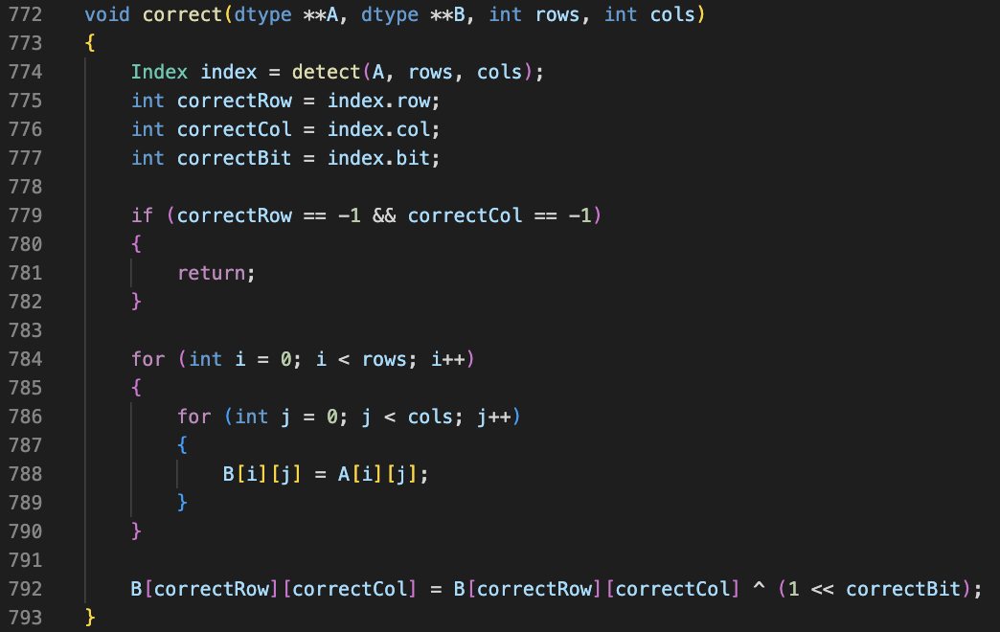 772 void correct(dtype **A, dtype **B, int rows, int cols)
773 {
774     Index index = detect(A, rows, cols);
775     int correctRow = index.row;
776     int correctCol = index.col;
777     int correctBit = index.bit;
778
779     if (correctRow == -1 && correctCol == -1)
780     {
781         return;
782     }
783
784     for (int i = 0; i < rows; i++)
785     {
786         for (int j = 0; j < cols; j++)
787         {
788             B[i][j] = A[i][j];
789         }
790     }
791
792     B[correctRow][correctCol] = B[correctRow][correctCol] ^ (1 << correctBit);
793 }